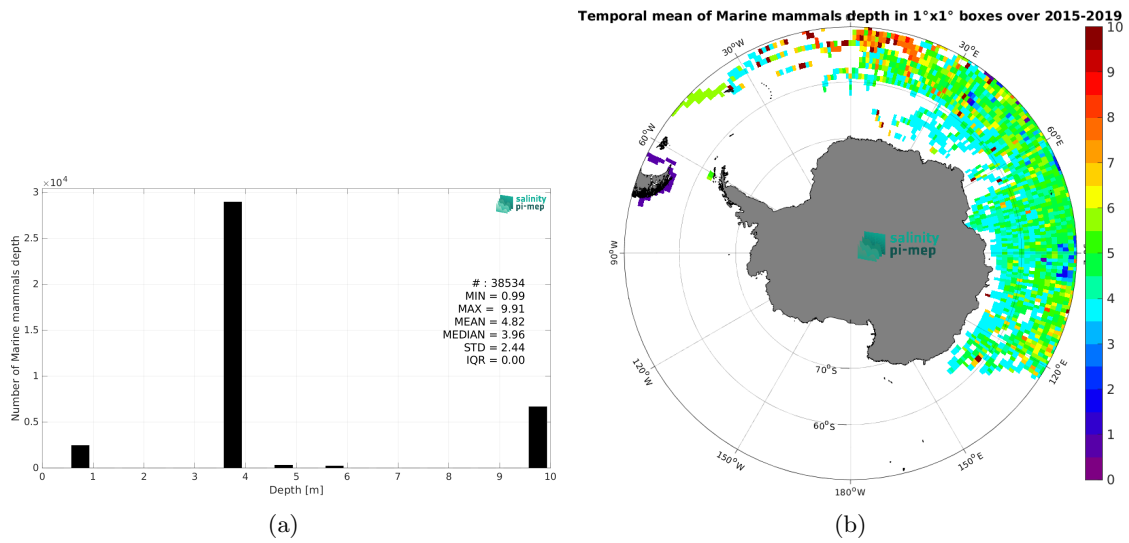 ×10⁴
3
2.5
2
1.5
1
0.5
0
0 1 2 3 4 5 6 7 8 9 10
Number of Marine mammals depth
Depth [m]
salinity
pi-mep
# : 38534
MIN = 0.99
MAX = 9.91
MEAN = 4.82
MEDIAN = 3.96
STD = 2.44
IQR = 0.00
(a)
Temporal mean of Marine mammals depth in 1°x1° boxes over 2015-2019
30°W
30°E
60°W
60°E
90°W
120°W
120°E
150°W
150°E
180°W
70°S
60°S
salinity
pi-mep
10
9
8
7
6
5
4
3
2
1
0
(b)